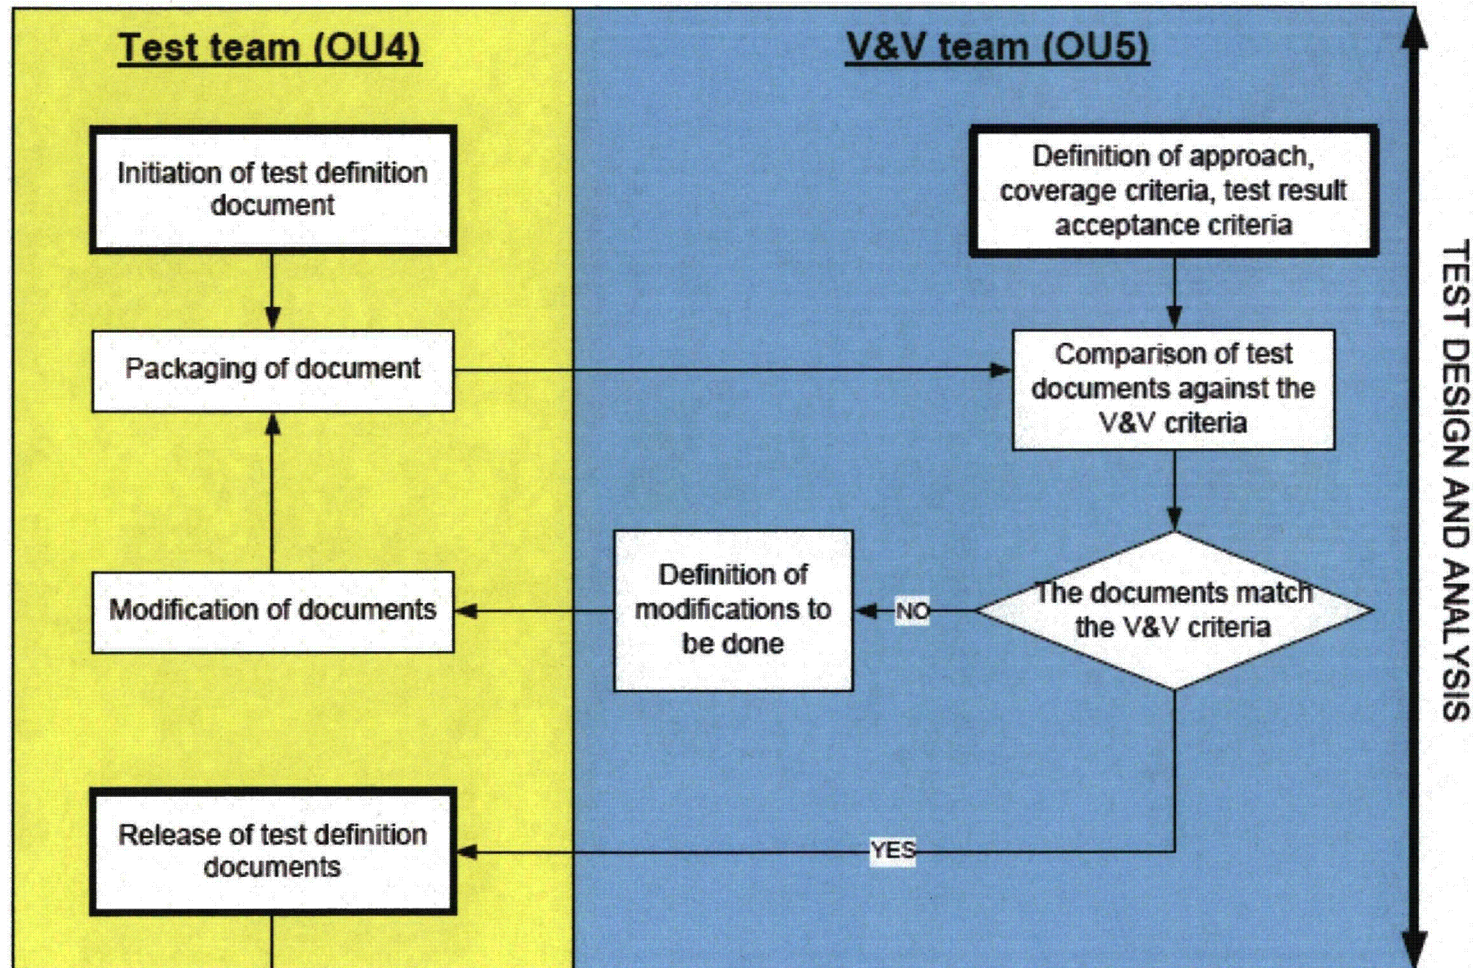 Test team (OU4)
V&V team (OU5)
Initiation of test definition
document
Definition of approach,
coverage criteria, test result
acceptance criteria
Packaging of document
Comparison of test
documents against the
V&V criteria
Modification of documents
Definition of
modifications to
be done
NO
The documents match
the V&V criteria
Release of test definition
documents
YES
TEST DESIGN AND ANALYSIS